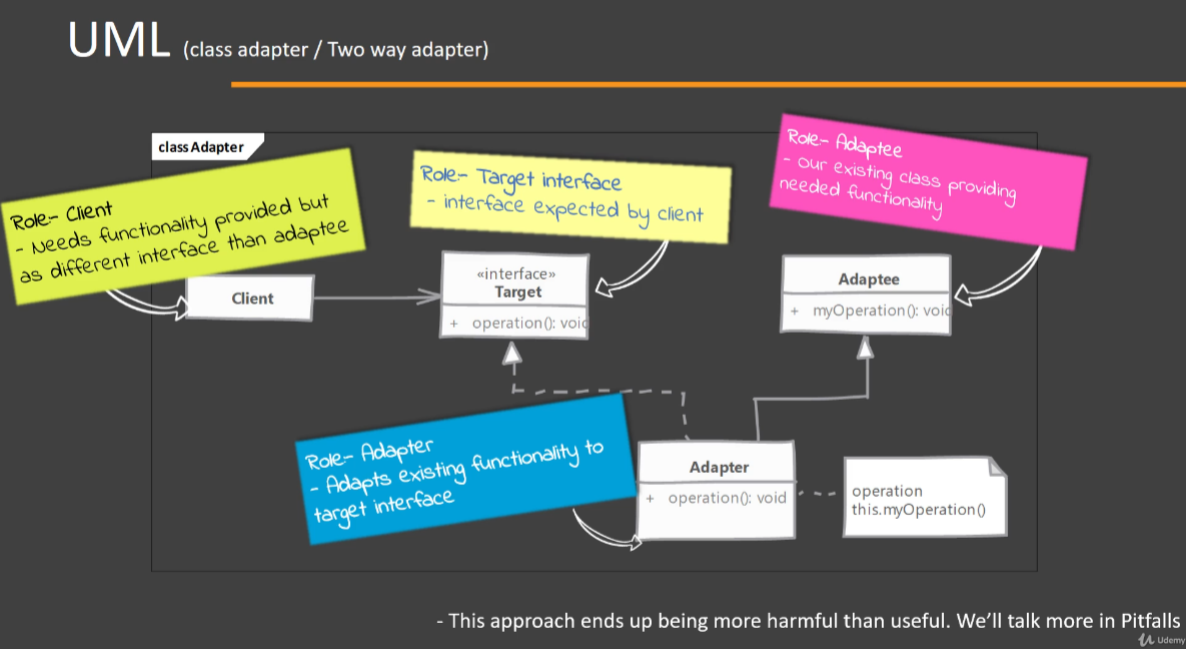 UML (class adapter / Two way adapter)
class Adapter
Role:- Client
- Needs functionality provided but
as different interface than adaptee
Role:- Target interface
- interface expected by client
Role:- Adaptee
- Our existing class providing
needed functionality
Client
«interface»
Target
+ operation(): void
Adaptee
+ myOperation(): void
Role:- Adapter
- Adapts existing functionality to
target interface
Adapter
+ operation(): void
operation
this.myOperation()
- This approach ends up being more harmful than useful. We'll talk more in Pitfalls
Udemy